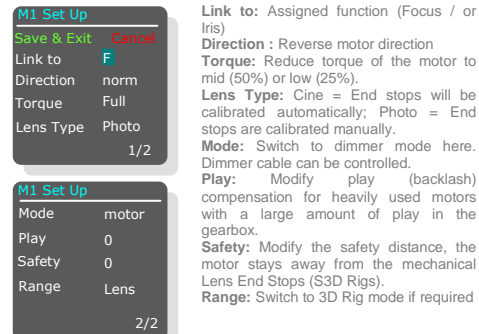 M1 Set Up
Save & Exit Cancel
Link to F
Direction norm
Torque Full
Lens Type Photo
1/2
M1 Set Up
Mode motor
Play 0
Safety 0
Range Lens
2/2
Link to: Assigned function (Focus / or
Iris)
Direction : Reverse motor direction
Torque: Reduce torque of the motor to
mid (50%) or low (25%).
Lens Type: Cine = End stops will be
calibrated automatically; Photo = End
stops are calibrated manually.
Mode: Switch to dimmer mode here.
Dimmer cable can be controlled.
Play: Modify play (backlash)
compensation for heavily used motors
with a large amount of play in the
gearbox.
Safety: Modify the safety distance, the
motor stays away from the mechanical
Lens End Stops (S3D Rigs).
Range: Switch to 3D Rig mode if required